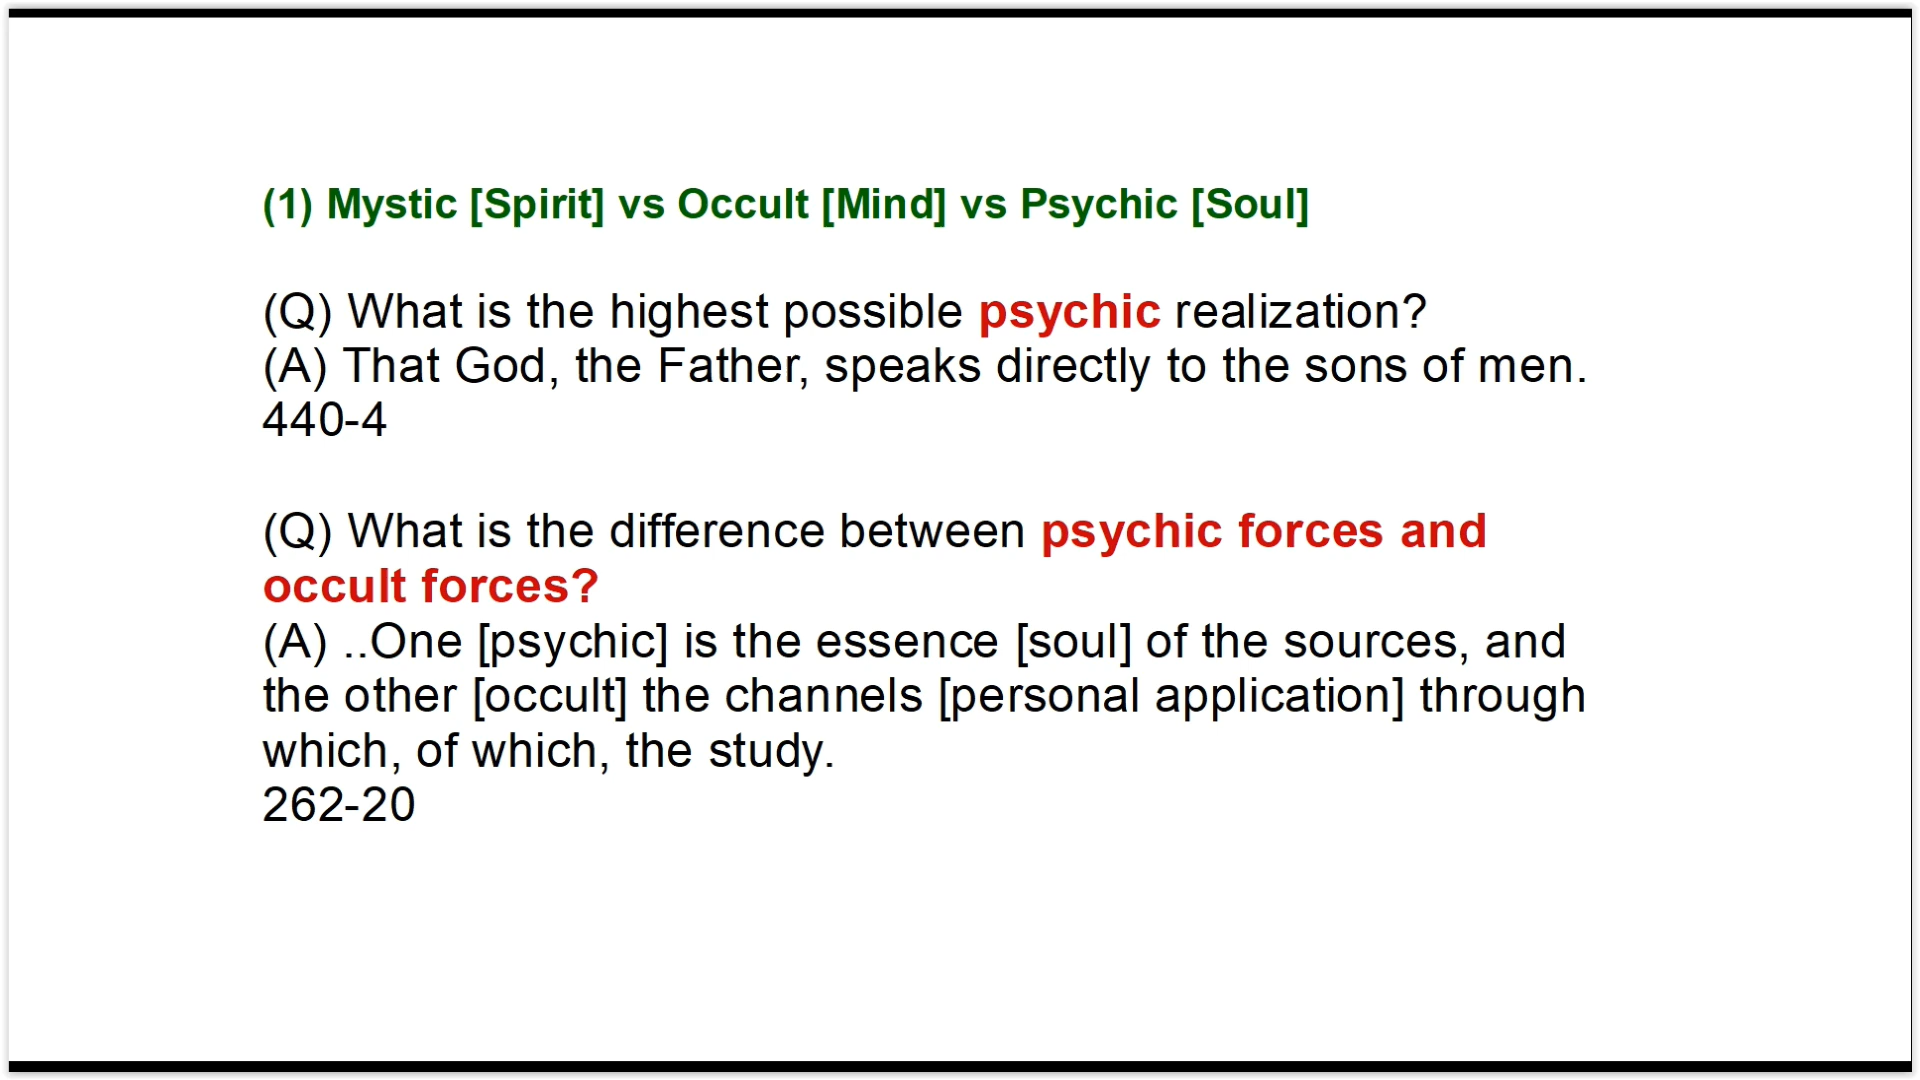 (1) Mystic [Spirit] vs Occult [Mind] vs Psychic [Soul]
(Q) What is the highest possible psychic realization?
(A) That God, the Father, speaks directly to the sons of men.
440-4
(Q) What is the difference between psychic forces and
occult forces?
(A) ..One [psychic] is the essence [soul] of the sources, and
the other [occult] the channels [personal application] through
which, of which, the study.
262-20